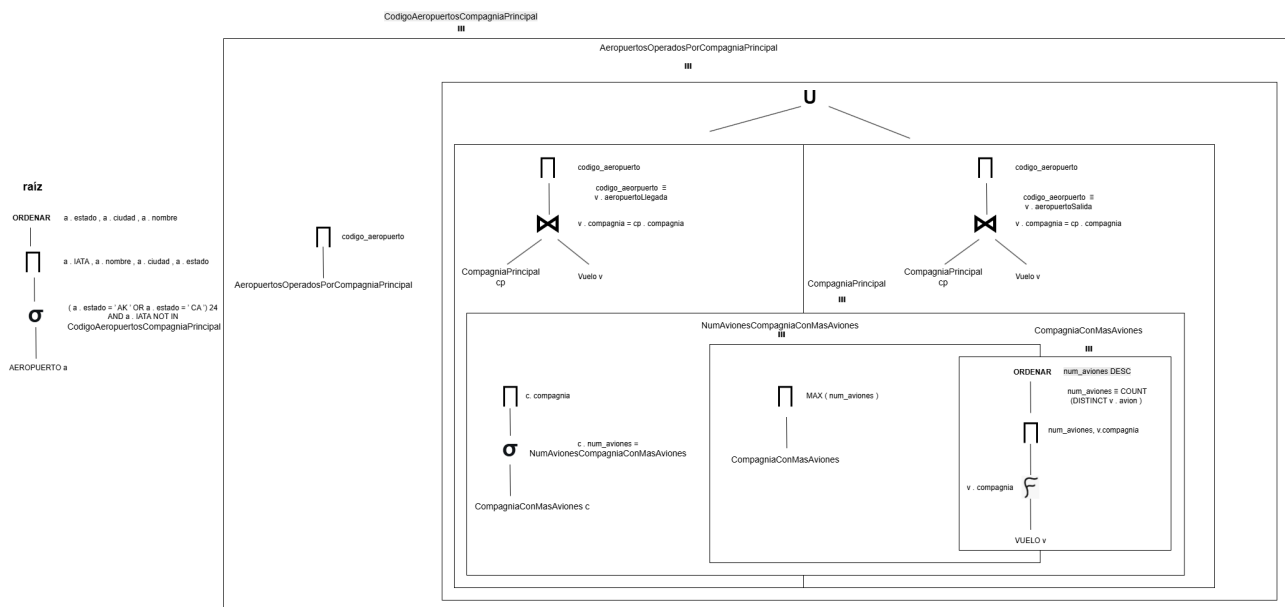 CodigoAeropuertosCompagniaPrincipal
≡
AeropuertosOperadosPorCompagniaPrincipal
≡
U
raíz
ORDENAR a . estado , a . ciudad , a . nombre
∏ a . IATA , a . nombre , a . ciudad , a . estado
σ ( a . estado = ' AK ' OR a . estado = ' CA ') 24
AND a . IATA NOT IN
CodigoAeropuertosCompagniaPrincipal
AEROPUERTO a
∏ codigo_aeropuerto
AeropuertosOperadosPorCompagniaPrincipal
∏ codigo_aeropuerto
codigo_aeorpuerto ≡
v . aeropuertoLlegada
⋈ v . compagnia = cp . compagnia
CompagniaPrincipal
cp
Vuelo v
∏ codigo_aeropuerto
codigo_aeorpuerto ≡
v . aeropuertoSalida
⋈ v . compagnia = cp . compagnia
CompagniaPrincipal
cp
Vuelo v
CompagniaPrincipal
≡
NumAvionesCompagniaConMasAviones
≡
CompagniaConMasAviones
≡
∏ c. compagnia
σ c . num_aviones =
NumAvionesCompagniaConMasAviones
CompagniaConMasAviones c
∏ MAX ( num_aviones )
CompagniaConMasAviones
ORDENAR num_aviones DESC
num_aviones ≡ COUNT
(DISTINCT v . avion )
∏ num_aviones, v.compagnia
v . compagnia F
VUELO v